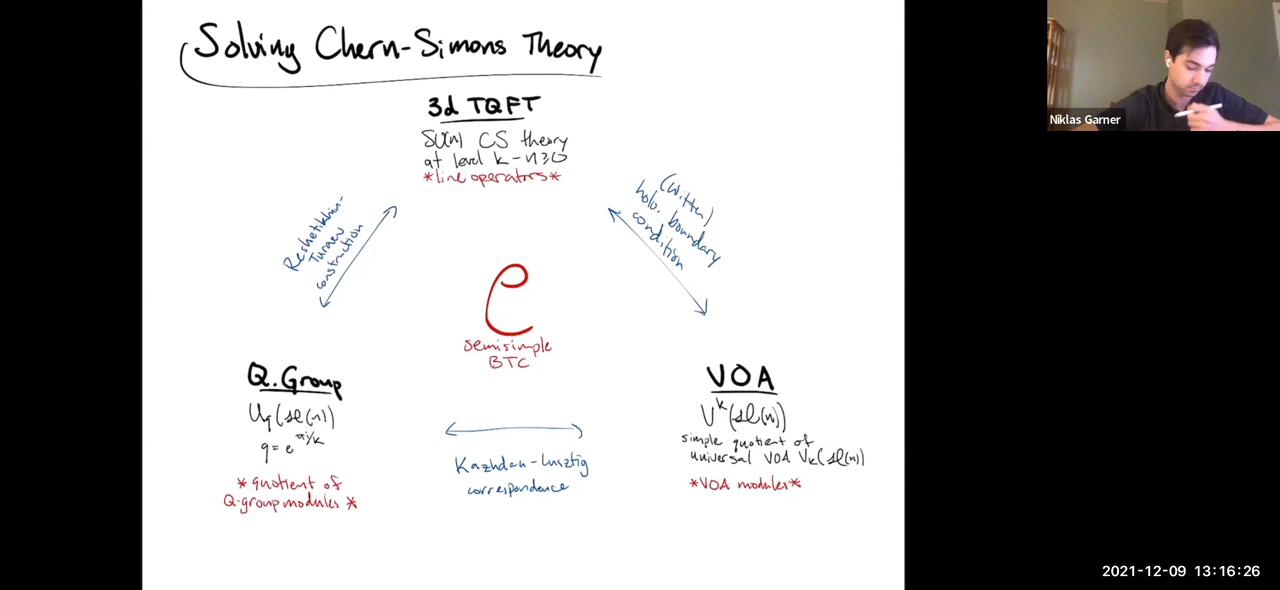 Solving Chern-Simons Theory
3d TQFT
SU(n) CS theory
at level k-n≥0
*line operators*
Reshetikhin-
Turaev
construction
(Witten)
holo. boundary
condition
C
semisimple
BTC
Q. Group
Uq(sl(n))
q = e^πi/k
*quotient of
Q-group modules*
Kazhdan-Lusztig
correspondence
VOA
V^k(sl(n))
simple quotient of
universal VOA Vk(sl(n))
*VOA modules*
Niklas Garner
2021-12-09 13:16:26